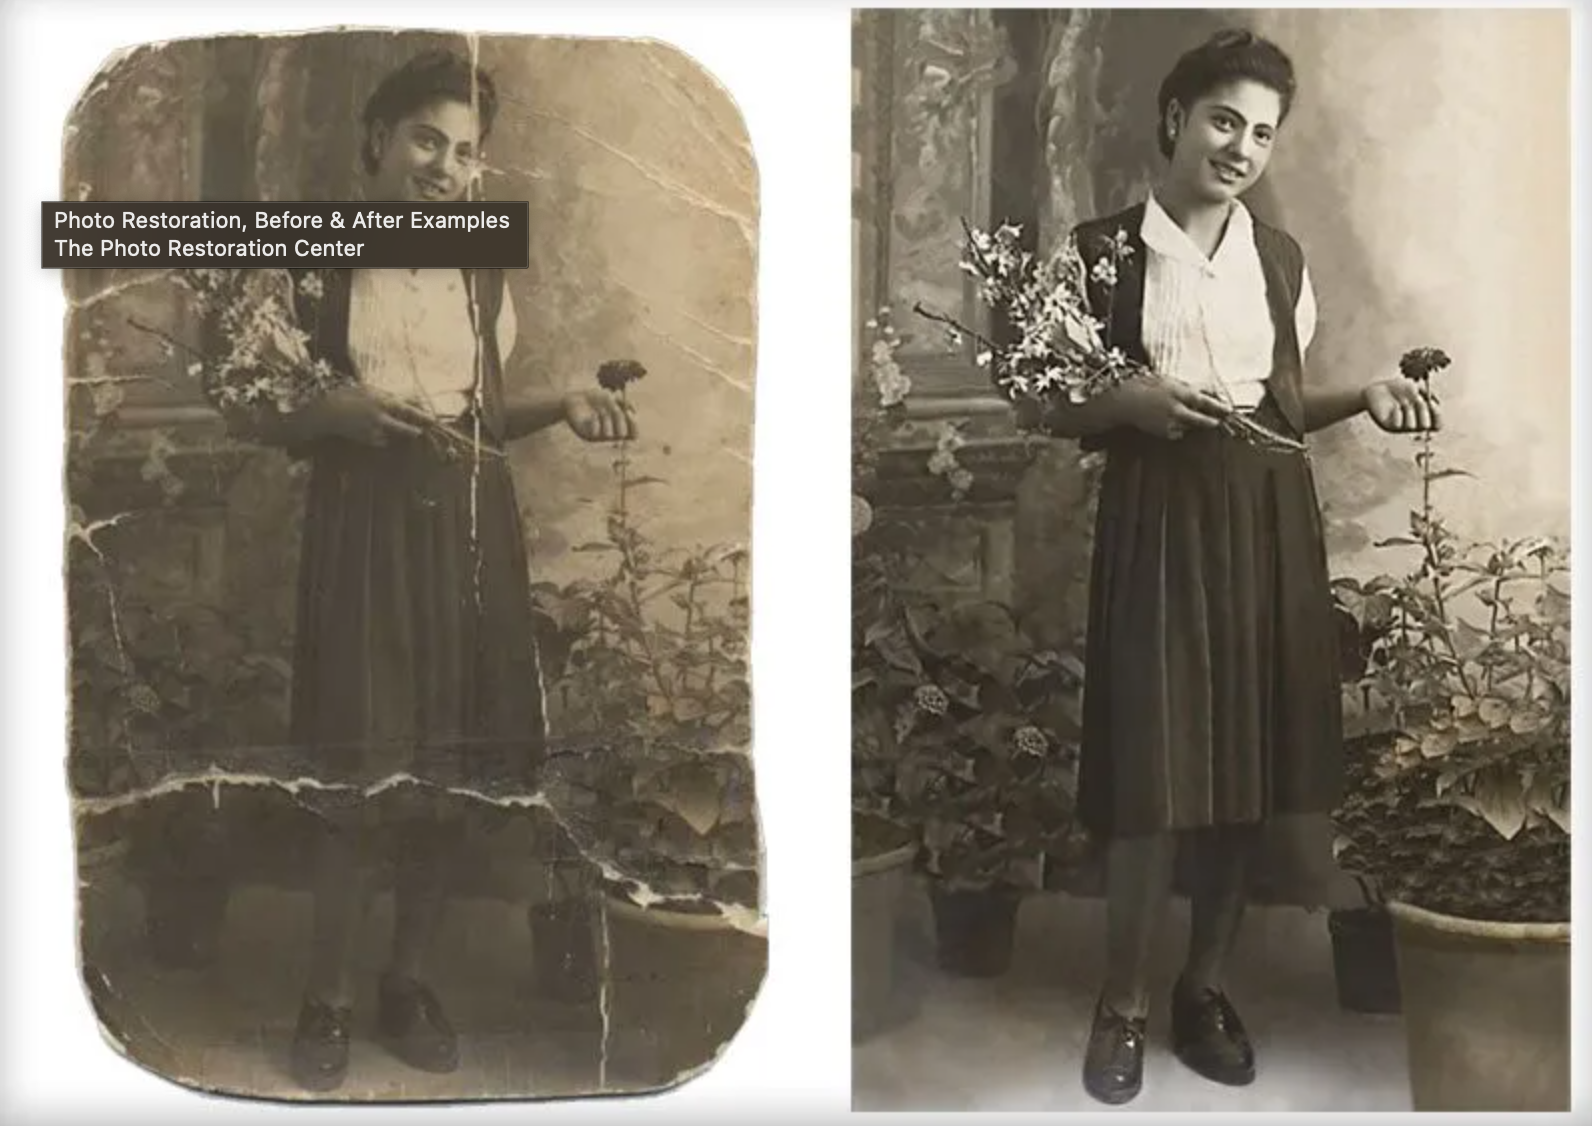 Photo Restoration, Before & After Examples
The Photo Restoration Center